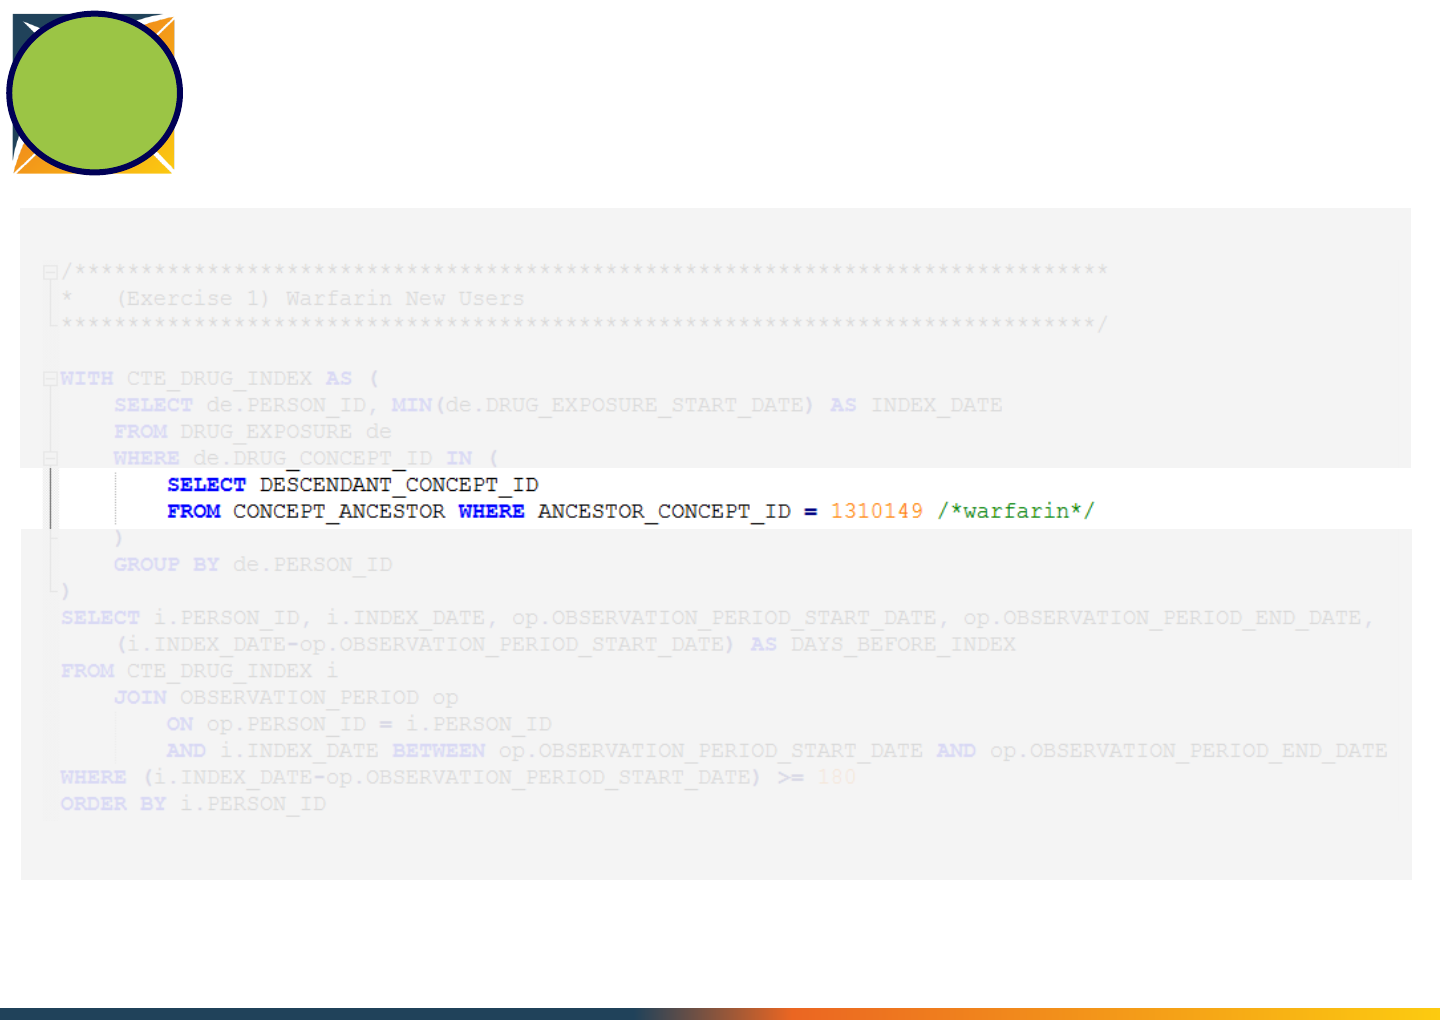 /******************************************************************************
*   (Exercise 1) Warfarin New Users
******************************************************************************/
WITH CTE_DRUG_INDEX AS (
    SELECT de.PERSON_ID, MIN(de.DRUG_EXPOSURE_START_DATE) AS INDEX_DATE
    FROM DRUG_EXPOSURE de
    WHERE de.DRUG_CONCEPT_ID IN (
        SELECT DESCENDANT_CONCEPT_ID
        FROM CONCEPT_ANCESTOR WHERE ANCESTOR_CONCEPT_ID = 1310149 /*warfarin*/
    )
    GROUP BY de.PERSON_ID
)
SELECT i.PERSON_ID, i.INDEX_DATE, op.OBSERVATION_PERIOD_START_DATE, op.OBSERVATION_PERIOD_END_DATE,
    (i.INDEX_DATE-op.OBSERVATION_PERIOD_START_DATE) AS DAYS_BEFORE_INDEX
FROM CTE_DRUG_INDEX i
    JOIN OBSERVATION_PERIOD op
        ON op.PERSON_ID = i.PERSON_ID
        AND i.INDEX_DATE BETWEEN op.OBSERVATION_PERIOD_START_DATE AND op.OBSERVATION_PERIOD_END_DATE
WHERE (i.INDEX_DATE-op.OBSERVATION_PERIOD_START_DATE) >= 180
ORDER BY i.PERSON_ID